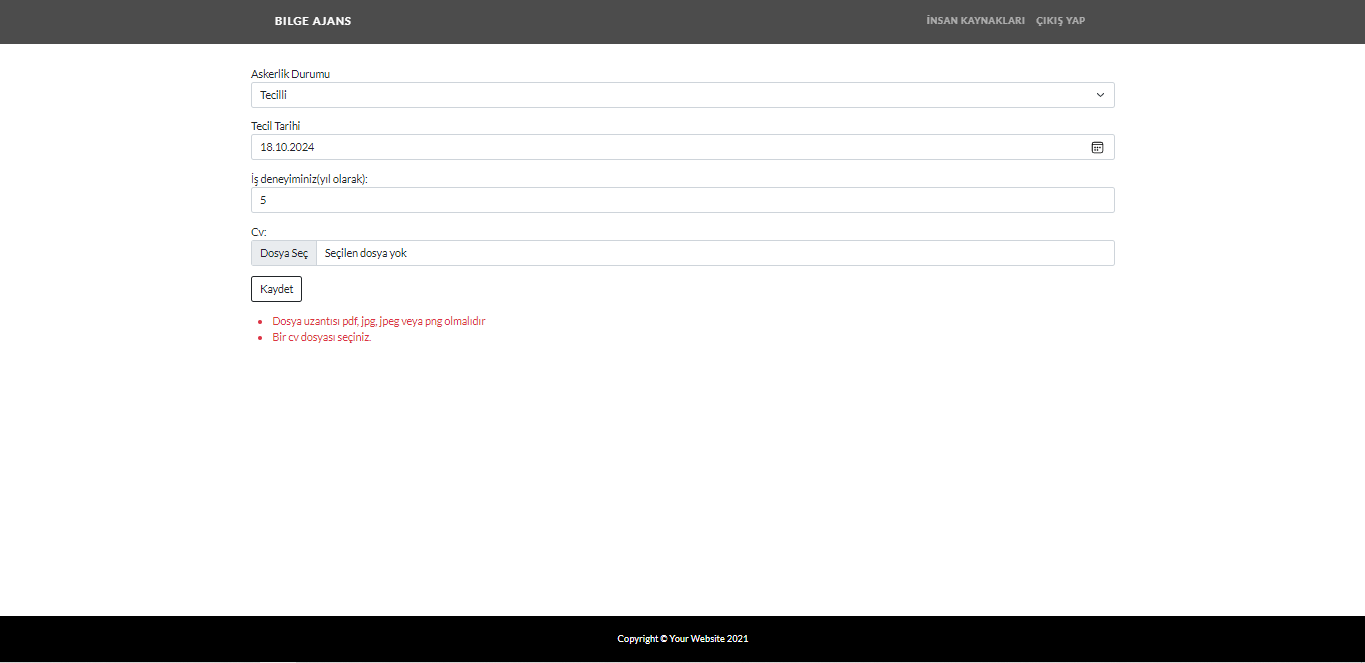 BILGE AJANS İNSAN KAYNAKLARI ÇIKIŞ YAP
Askerlik Durumu
Tecilli
Tecil Tarihi
18.10.2024
İş deneyiminiz(yıl olarak):
5
Cv:
Dosya Seç Seçilen dosya yok
Kaydet
Dosya uzantısı pdf, jpg, jpeg veya png olmalıdır
Bir cv dosyası seçiniz.
Copyright © Your Website 2021